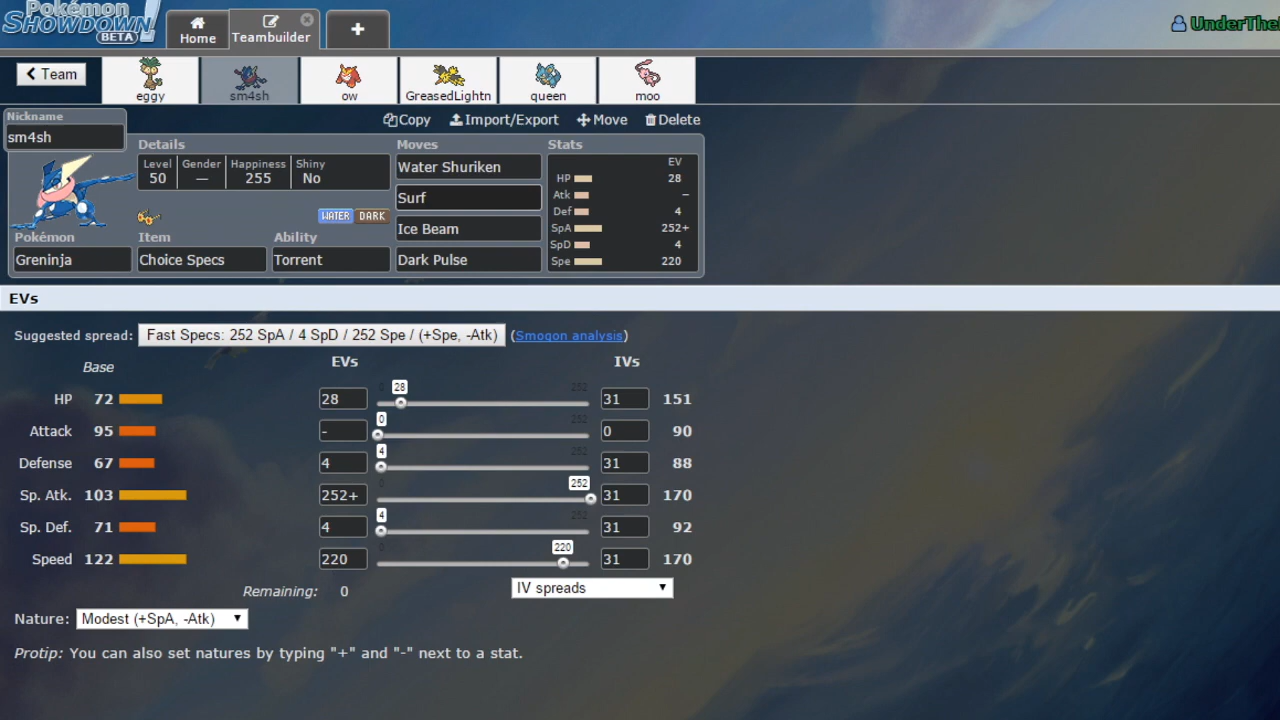 Pokémon
SHOWDOWN!
BETA
Home
Teambuilder
+
UnderThe
Team
eggy
sm4sh
ow
GreasedLightn
queen
moo
Nickname
sm4sh
Copy Import/Export Move Delete
Details
Level Gender Happiness Shiny
50 — 255 No
WATER DARK
Pokémon Item Ability
Greninja Choice Specs Torrent
Moves
Water Shuriken
Surf
Ice Beam
Dark Pulse
Stats
EV
HP 28
Atk –
Def 4
SpA 252+
SpD 4
Spe 220
EVs
Suggested spread: Fast Specs: 252 SpA / 4 SpD / 252 Spe / (+Spe, -Atk) (Smogon analysis)
Base EVs IVs
0 28 252
HP 72 28 31 151
0 252
Attack 95 - 0 90
4 252
Defense 67 4 31 88
0 252
Sp. Atk. 103 252+ 31 170
4 252
Sp. Def. 71 4 31 92
0 220
Speed 122 220 31 170
Remaining: 0 IV spreads
Nature: Modest (+SpA, -Atk)
Protip: You can also set natures by typing "+" and "-" next to a stat.